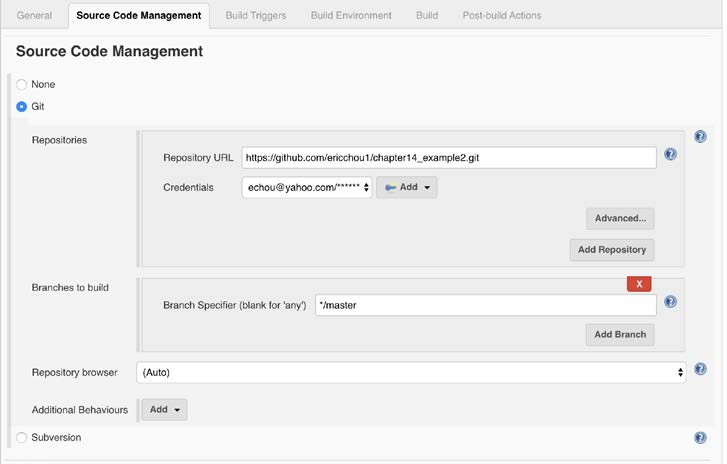 General Source Code Management Build Triggers Build Environment Build Post-build Actions
Source Code Management
None
Git
Repositories
Repository URL https://github.com/ericchou1/chapter14_example2.git
Credentials echou@yahoo.com/****** Add
Advanced...
Add Repository
Branches to build
X
Branch Specifier (blank for 'any') */master
Add Branch
Repository browser (Auto)
Additional Behaviours Add
Subversion